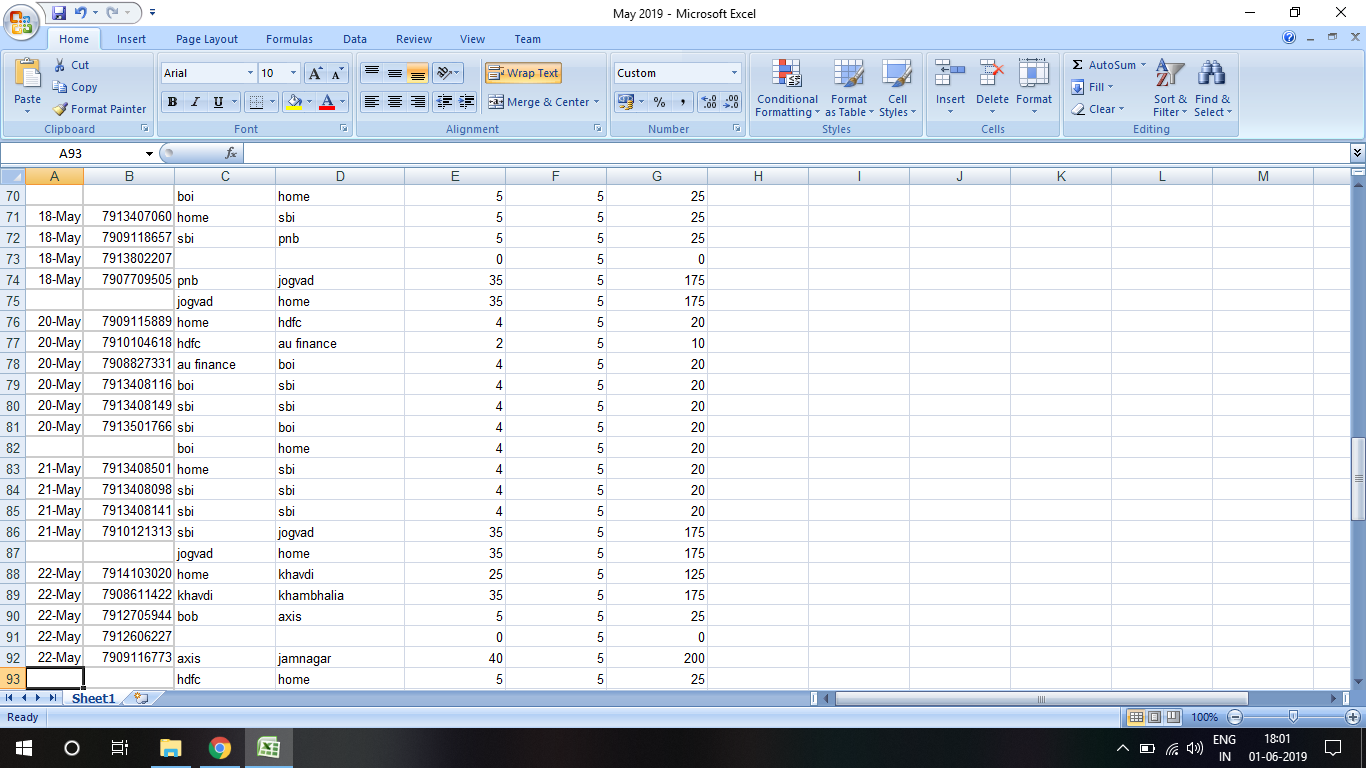 May 2019 - Microsoft Excel
Home Insert Page Layout Formulas Data Review View Team
Paste Cut Copy Format Painter Clipboard
Arial 10 B I U Font
Wrap Text Merge & Center Alignment
Custom % , Number
Conditional Formatting Format as Table Cell Styles Styles
Insert Delete Format Cells
Σ AutoSum Fill Clear Sort & Filter Find & Select Editing
A93 fx
A B C D E F G H I J K L M
70 boi home 5 5 25
71 18-May 7913407060 home sbi 5 5 25
72 18-May 7909118657 sbi pnb 5 5 25
73 18-May 7913802207 0 5 0
74 18-May 7907709505 pnb jogvad 35 5 175
75 jogvad home 35 5 175
76 20-May 7909115889 home hdfc 4 5 20
77 20-May 7910104618 hdfc au finance 2 5 10
78 20-May 7908827331 au finance boi 4 5 20
79 20-May 7913408116 boi sbi 4 5 20
80 20-May 7913408149 sbi sbi 4 5 20
81 20-May 7913501766 sbi boi 4 5 20
82 boi home 4 5 20
83 21-May 7913408501 home sbi 4 5 20
84 21-May 7913408098 sbi sbi 4 5 20
85 21-May 7913408141 sbi sbi 4 5 20
86 21-May 7910121313 sbi jogvad 35 5 175
87 jogvad home 35 5 175
88 22-May 7914103020 home khavdi 25 5 125
89 22-May 7908611422 khavdi khambhalia 35 5 175
90 22-May 7912705944 bob axis 5 5 25
91 22-May 7912606227 0 5 0
92 22-May 7909116773 axis jamnagar 40 5 200
93 hdfc home 5 5 25
Sheet1
Ready 100%
ENG 18:01
IN 01-06-2019